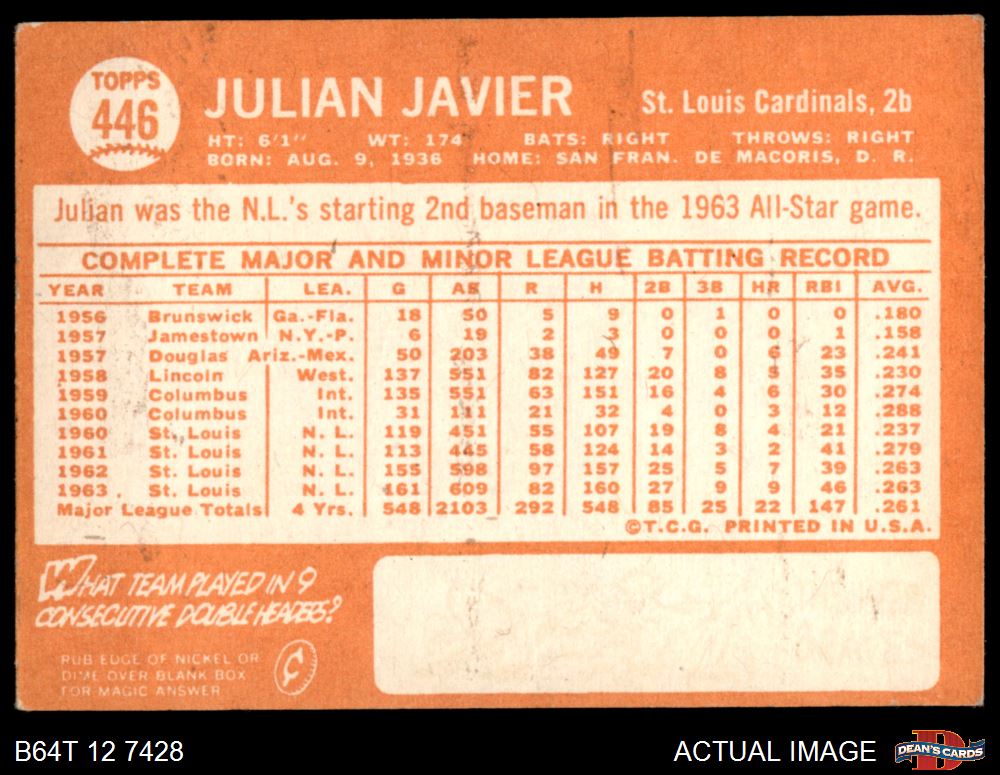 TOPPS
446
JULIAN JAVIER
St. Louis Cardinals, 2b
HT: 6'1'' WT: 174 BATS: RIGHT THROWS: RIGHT
BORN: AUG. 9, 1936 HOME: SAN FRAN. DE MACORIS, D. R.
Julian was the N.L.'s starting 2nd baseman in the 1963 All-Star game.
COMPLETE MAJOR AND MINOR LEAGUE BATTING RECORD
YEAR TEAM LEA. G AB R H 2B 3B HR RBI AVG.
1956 Brunswick Ga.-Fla. 18 50 5 9 0 1 0 0 .180
1957 Jamestown N.Y.-P. 6 19 2 3 0 0 0 1 .158
1957 Douglas Ariz.-Mex. 50 203 38 49 7 0 6 23 .241
1958 Lincoln West. 137 551 82 127 20 8 35 .230
1959 Columbus Int. 135 551 63 151 16 4 6 30 .274
1960 Columbus Int. 31 111 21 32 4 0 3 12 .288
1960 St. Louis N. L. 119 451 55 107 19 8 4 21 .237
1961 St. Louis N. L. 113 445 58 124 14 3 2 41 .279
1962 St. Louis N. L. 155 598 97 157 25 5 7 39 .263
1963 St. Louis N. L. 161 609 82 160 27 9 9 46 .263
Major League Totals 4 Yrs. 548 2103 292 548 85 25 22 147 .261
©T.C.G. PRINTED IN U.S.A.
WHAT TEAM PLAYED IN 9
CONSECUTIVE DOUBLE HEADERS?
RUB EDGE OF NICKEL OR
DIME OVER BLANK BOX
FOR MAGIC ANSWER
B64T 12 7428
ACTUAL IMAGE
DEAN'S CARDS